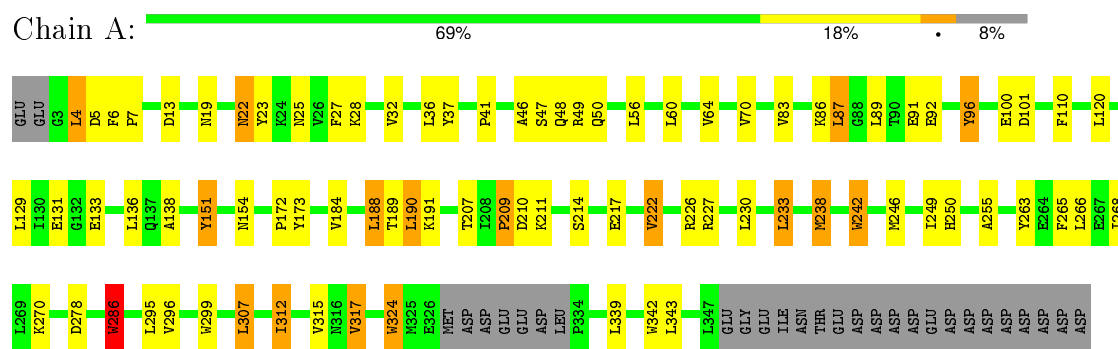 Chain A:
69% 18% • 8%
GLU GLU G3 L4 D5 F6 P7 D13 N19 N22 Y23 K24 N25 V26 F27 K28 V32 L36 Y37 P41 A46 S47 Q48 R49 Q50 L56 L60 V64 V70 V83 K86 L87 G88 L89 T90 E91 E92 Y96 E100 D101 F110 L120
L129 I130 E131 G132 E133 L136 Q137 A138 Y151 N154 P172 Y173 V184 L188 T189 L190 K191 T207 I208 P209 D210 K211 S214 E217 V222 R226 R227 L230 L233 M238 W242 M246 I249 H250 A255 Y263 E264 F265 L266 E267
L269 K270 D278 W286 L295 V296 W299 L307 I312 V315 N316 V317 W324 M325 E326 MET ASP ASP GLU GLU ASP LEU P334 L339 W342 L343 L347 GLU GLY GLU ILE ASN THR GLU ASP ASP ASP ASP GLU ASP ASP ASP ASP ASP ASP ASP ASP